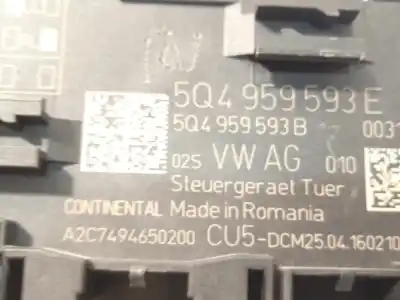 5Q4 959 593 E
5Q4 959 593 B 0031
02S VW AG 010
Steuergeraet Tuer
CONTINENTAL Made in Romania
A2C7494650200 CU5-DCM25.04.160210